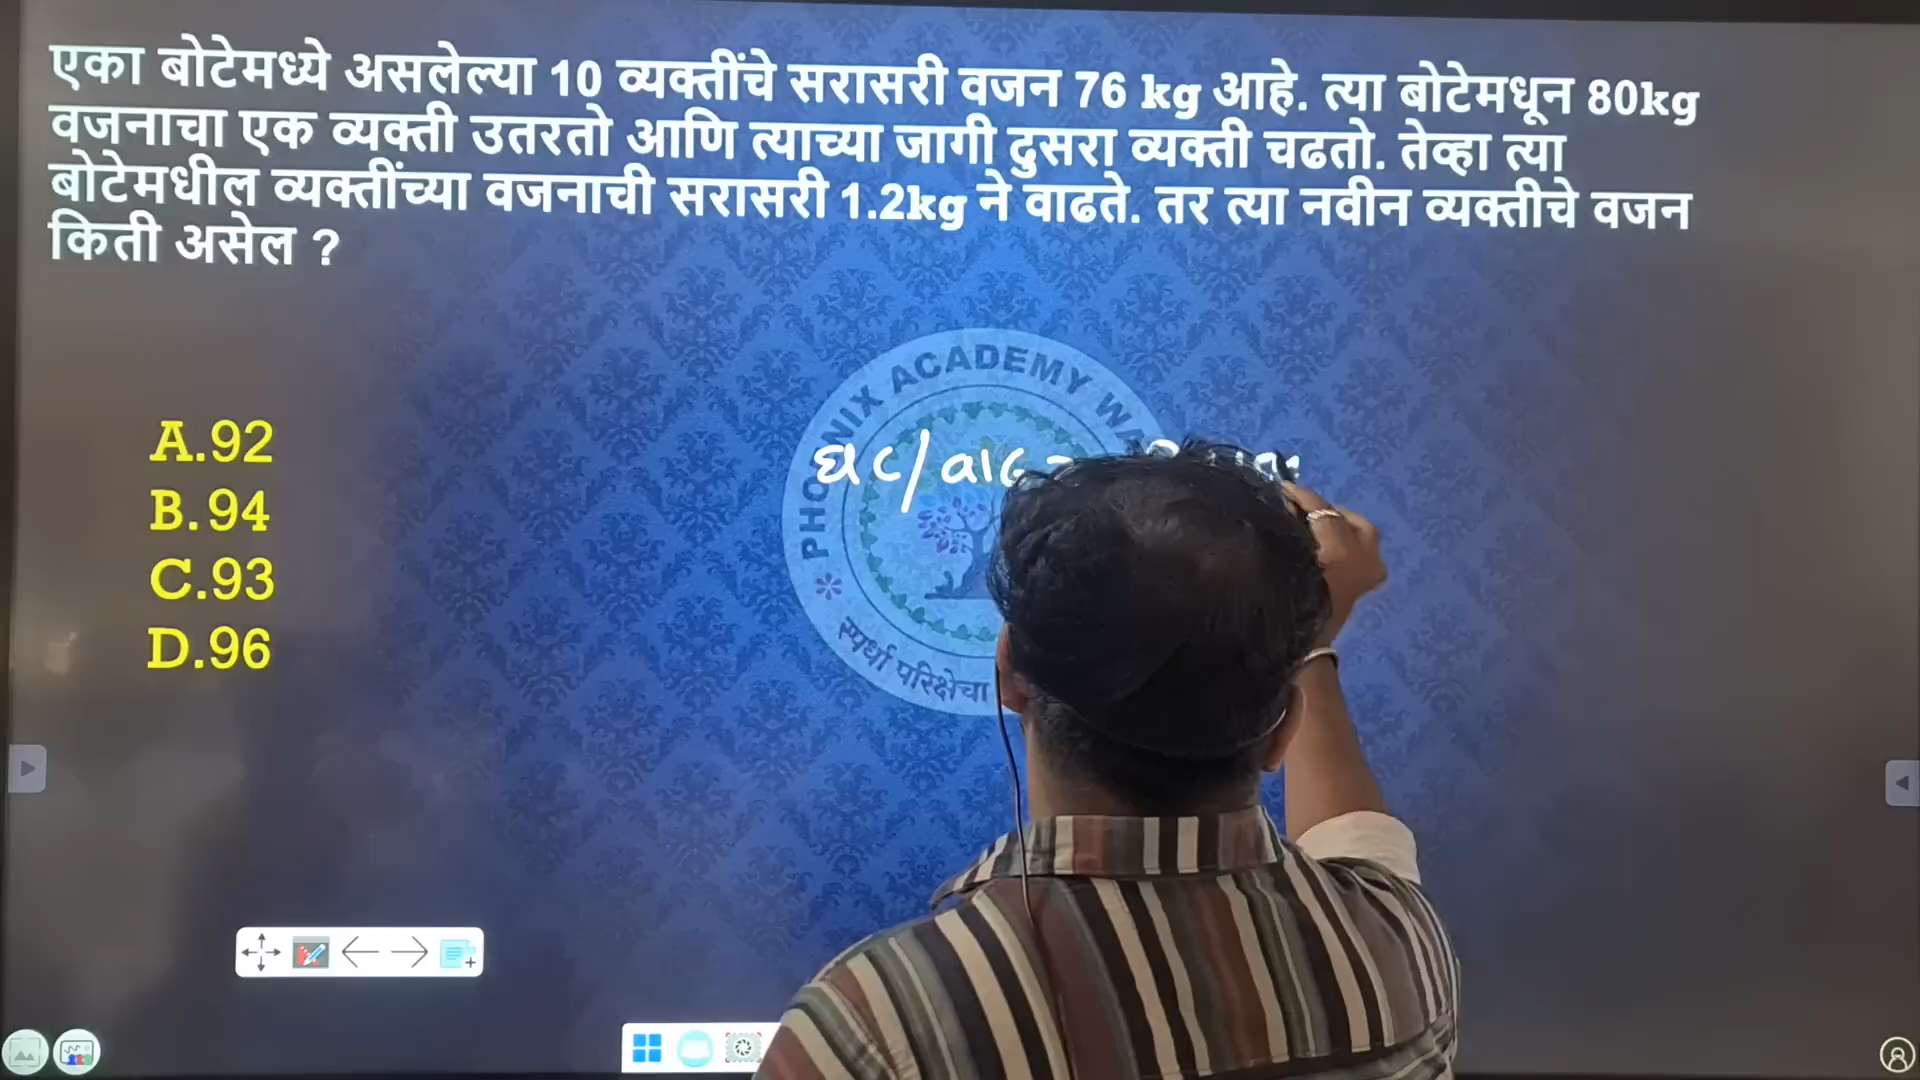 एका बोटेमध्ये असलेल्या 10 व्यक्तींचे सरासरी वजन 76 kg आहे. त्या बोटेमधून 80kg
वजनाचा एक व्यक्ती उतरतो आणि त्याच्या जागी दुसरा व्यक्ती चढतो. तेव्हा त्या
बोटेमधील व्यक्तींच्या वजनाची सरासरी 1.2kg ने वाढते. तर त्या नवीन व्यक्तीचे वजन
किती असेल ?
PHOENIX ACADEMY
स्पर्धा परिक्षेचा
A.92
B.94
C.93
D.96